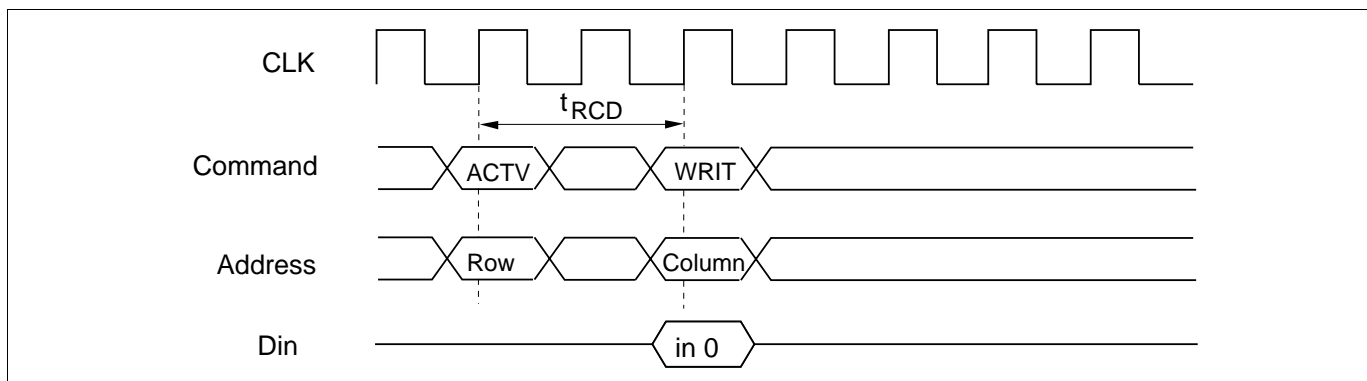 CLK
tRCD
Command
ACTV
WRIT
Address
Row
Column
Din
in 0